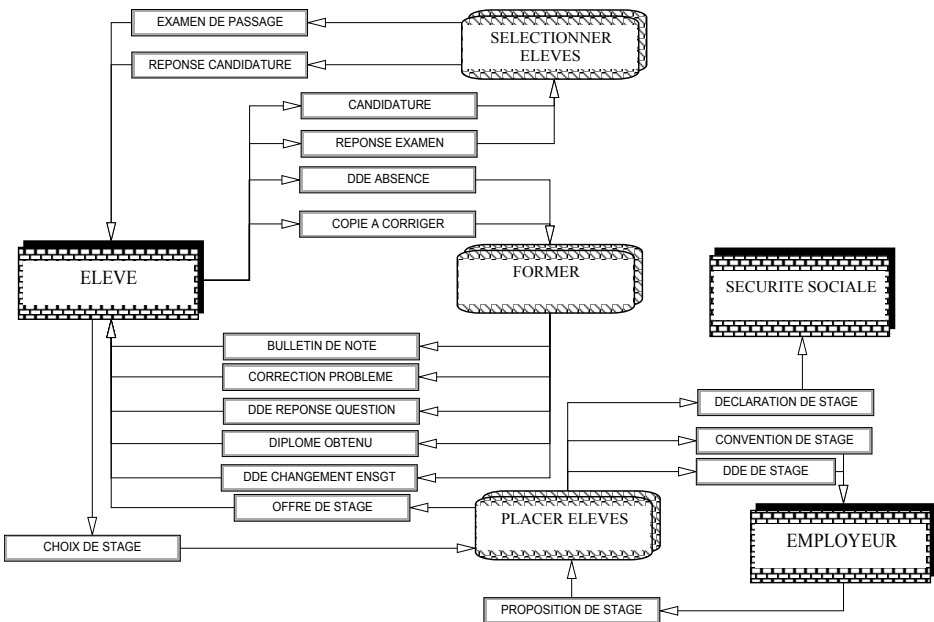 EXAMEN DE PASSAGE
SELECTIONNER
ELEVES
REPONSE CANDIDATURE
CANDIDATURE
REPONSE EXAMEN
DDE ABSENCE
COPIE A CORRIGER
ELEVE
FORMER
SECURITE SOCIALE
BULLETIN DE NOTE
CORRECTION PROBLEME
DDE REPONSE QUESTION
DIPLOME OBTENU
DDE CHANGEMENT ENSGT
OFFRE DE STAGE
DECLARATION DE STAGE
CONVENTION DE STAGE
DDE DE STAGE
PLACER ELEVES
EMPLOYEUR
CHOIX DE STAGE
PROPOSITION DE STAGE